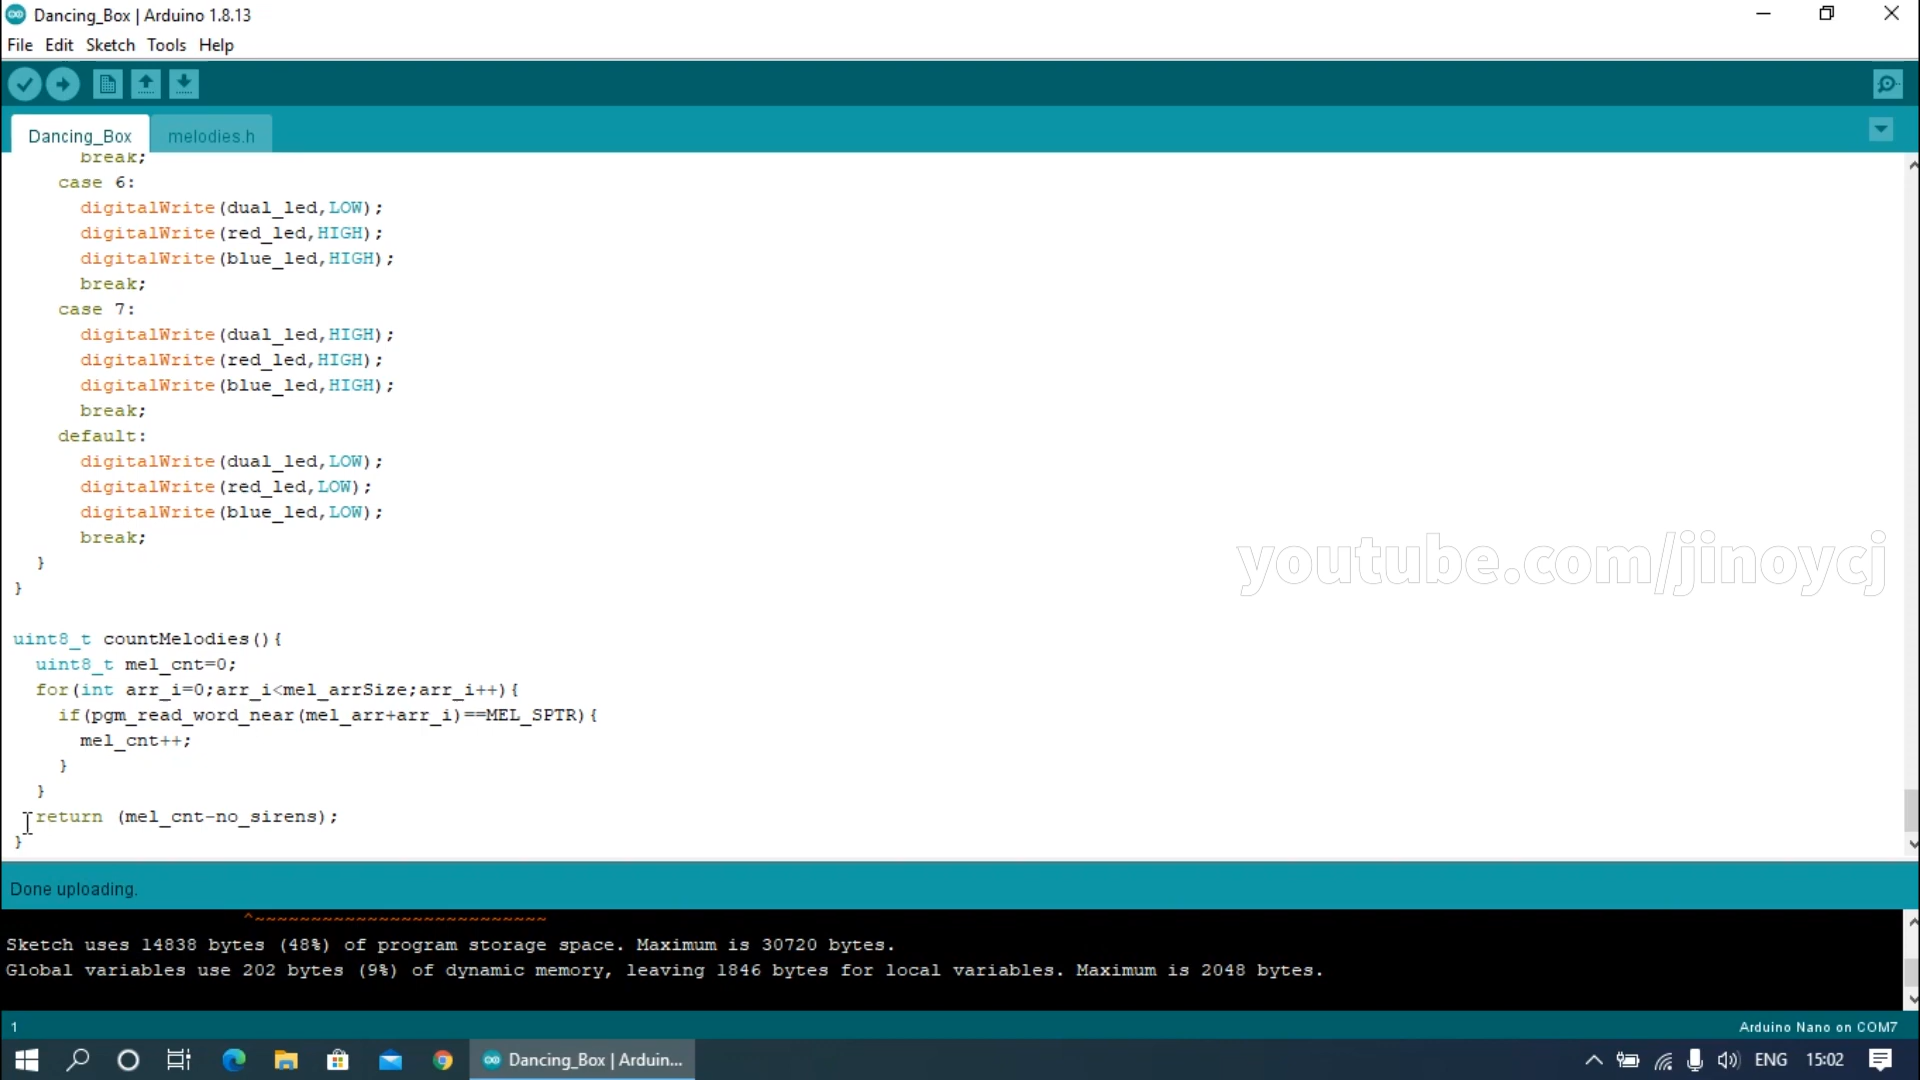 Dancing_Box | Arduino 1.8.13
File Edit Sketch Tools Help
Dancing_Box melodies.h
break;
case 6:
digitalWrite(dual_led,LOW);
digitalWrite(red_led,HIGH);
digitalWrite(blue_led,HIGH);
break;
case 7:
digitalWrite(dual_led,HIGH);
digitalWrite(red_led,HIGH);
digitalWrite(blue_led,HIGH);
break;
default:
digitalWrite(dual_led,LOW);
digitalWrite(red_led,LOW);
digitalWrite(blue_led,LOW);
break;
}
}
youtube.com/jinoycj
uint8_t countMelodies(){
uint8_t mel_cnt=0;
for(int arr_i=0;arr_i<mel_arrSize;arr_i++){
if(pgm_read_word_near(mel_arr+arr_i)==MEL_SPTR){
mel_cnt++;
}
}
return (mel_cnt-no_sirens);
}
Done uploading.
^~~~~~~~~~~~~~~~~~~~~~~~~~~
Sketch uses 14838 bytes (48%) of program storage space. Maximum is 30720 bytes.
Global variables use 202 bytes (9%) of dynamic memory, leaving 1846 bytes for local variables. Maximum is 2048 bytes.
1 Arduino Nano on COM7
Dancing_Box | Arduin... ENG 15:02